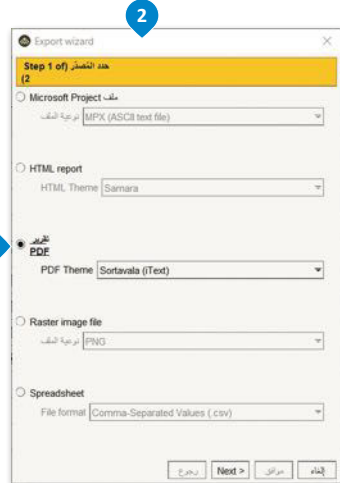 2
Export wizard
حدد المُصدّر (Step 1 of
2)
ملف Microsoft Project
نوعية الملف MPX (ASCII text file)
HTML report
HTML Theme Samara
تقرير
PDF
PDF Theme Sortavala (iText)
Raster image file
نوعية الملف PNG
Spreadsheet
File format Comma-Separated Values (.csv)
رجوع Next > موافق إلغاء